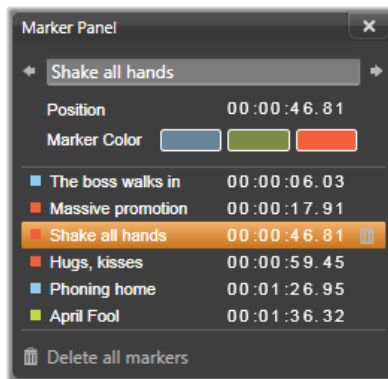 Marker Panel
Shake all hands
Position 00:00:46.81
Marker Color
The boss walks in 00:00:06.03
Massive promotion 00:00:17.91
Shake all hands 00:00:46.81
Hugs, kisses 00:00:59.45
Phoning home 00:01:26.95
April Fool 00:01:36.32
Delete all markers